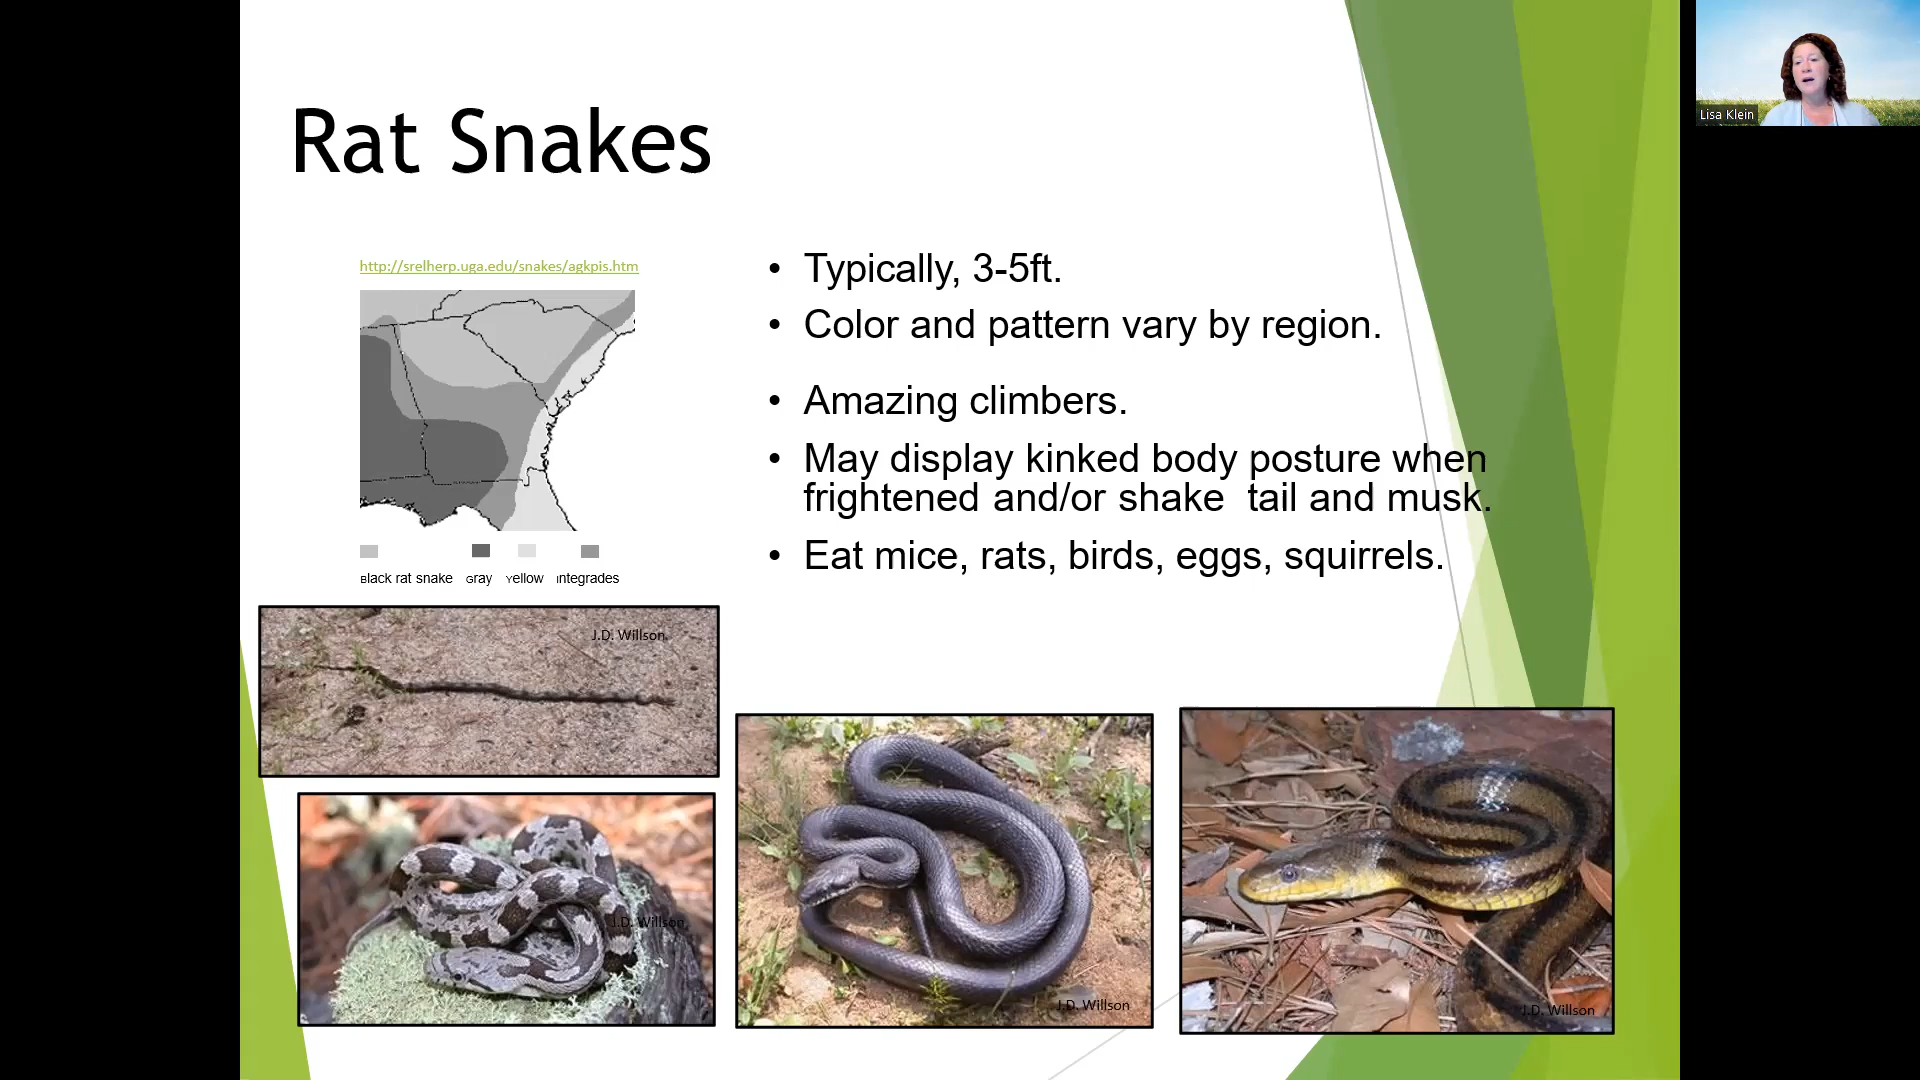 Rat Snakes
http://srelherp.uga.edu/snakes/agkpis.htm
Black rat snake Gray Yellow Integrades
• Typically, 3-5ft.
• Color and pattern vary by region.
• Amazing climbers.
• May display kinked body posture when
frightened and/or shake tail and musk.
• Eat mice, rats, birds, eggs, squirrels.
J.D. Willson
J.D. Willson
J.D. Willson
J.D. Willson
Lisa Klein